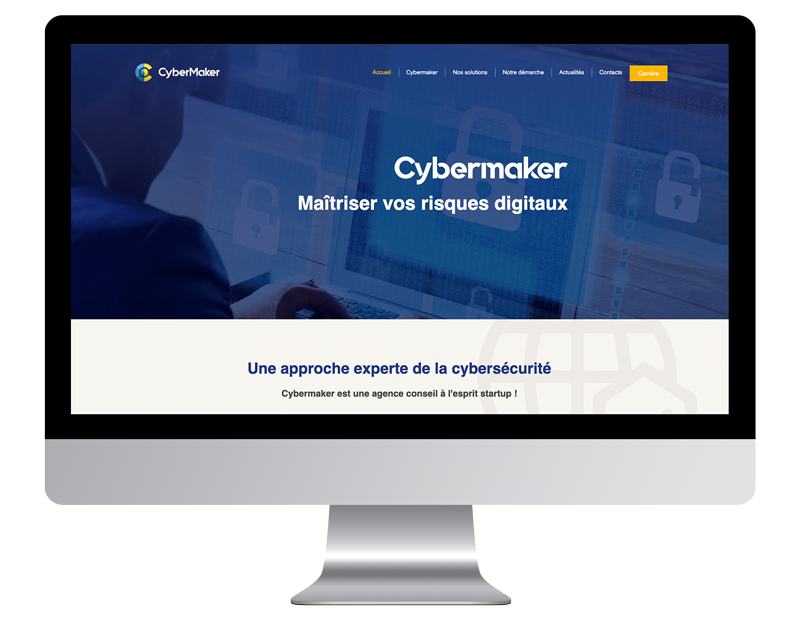 CyberMaker
Accueil Cybermaker Nos solutions Notre démarche Actualités Contacts Carrière
Cybermaker
Maîtriser vos risques digitaux
Une approche experte de la cybersécurité
Cybermaker est une agence conseil à l'esprit startup !